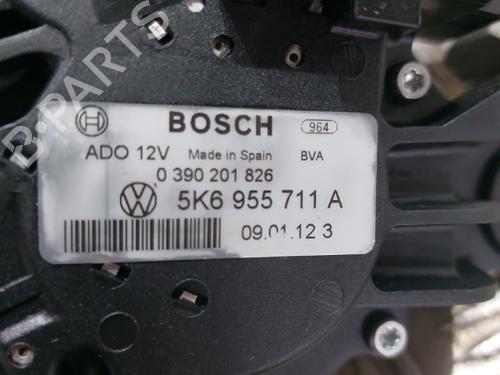 BOSCH
964
ADO 12V Made in Spain BVA
0 390 201 826
5K6 955 711 A
09.01.12 3
B-PARTS